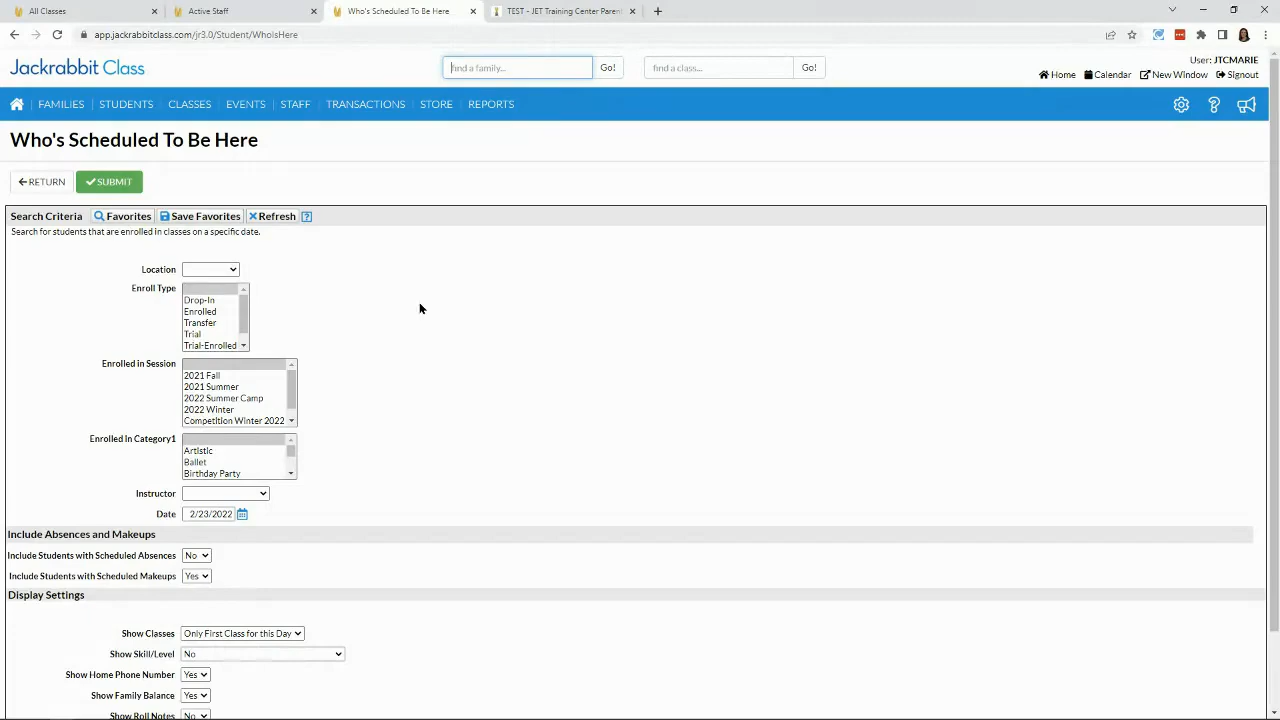 All Classes
Active Staff
Who's Scheduled To Be Here
TEST - JET Training Center Paren
app.jackrabbitclass.com/jr3.0/Student/WhoIsHere
Jackrabbit Class
find a family...
Go!
find a class...
Go!
User: JTCMARIE
Home
Calendar
New Window
Signout
FAMILIES
STUDENTS
CLASSES
EVENTS
STAFF
TRANSACTIONS
STORE
REPORTS
Who's Scheduled To Be Here
RETURN
SUBMIT
Search Criteria
Favorites
Save Favorites
Refresh
?
Search for students that are enrolled in classes on a specific date.
Location
Enroll Type
Drop-In
Enrolled
Transfer
Trial
Trial-Enrolled
Enrolled in Session
2021 Fall
2021 Summer
2022 Summer Camp
2022 Winter
Competition Winter 2022
Enrolled in Category1
Artistic
Ballet
Birthday Party
Instructor
Date 2/23/2022
Include Absences and Makeups
Include Students with Scheduled Absences No
Include Students with Scheduled Makeups Yes
Display Settings
Show Classes Only First Class for this Day
Show Skill/Level No
Show Home Phone Number Yes
Show Family Balance Yes
Show Roll Notes No